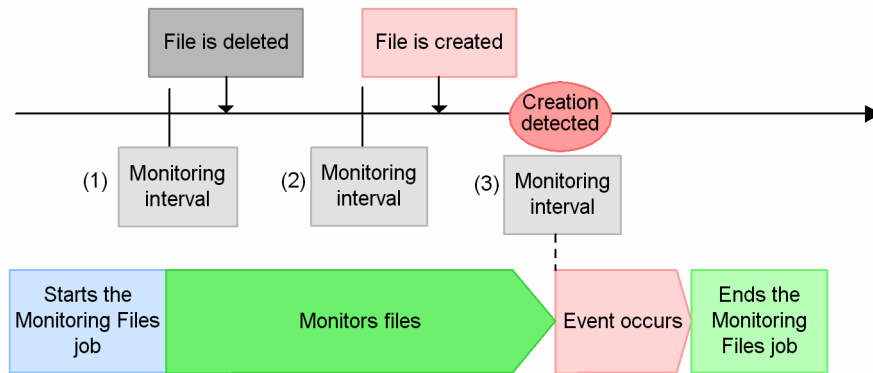 File is deleted
File is created
Creation
detected
(1)
Monitoring
interval
(2)
Monitoring
interval
(3)
Monitoring
interval
Starts the
Monitoring Files
job
Monitors files
Event occurs
Ends the
Monitoring
Files job